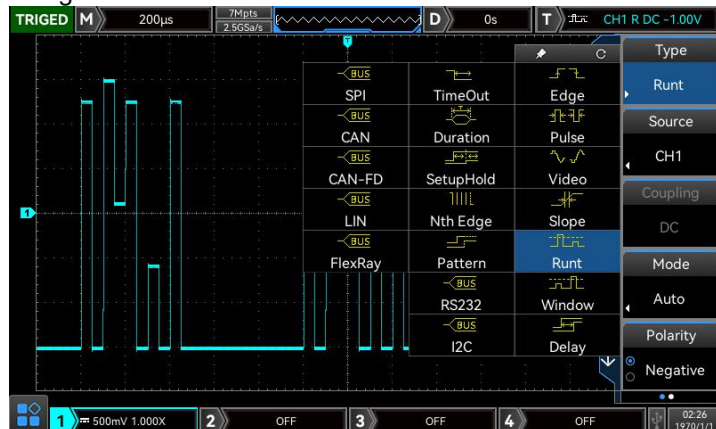 TRIGED M 200μs 7Mpts 2.5GSa/s D 0s T CH1 R DC -1.00V
T
Type
Runt
Source
CH1
Coupling
DC
Mode
Auto
Polarity
Negative
BUS
SPI TimeOut Edge
BUS
CAN Duration Pulse
BUS
CAN-FD SetupHold Video
BUS
LIN Nth Edge Slope
BUS
FlexRay Pattern Runt
BUS
RS232 Window
BUS
I2C Delay
1
1 500mV 1.000X 2 OFF 3 OFF 4 OFF 02:26
1970/1/1